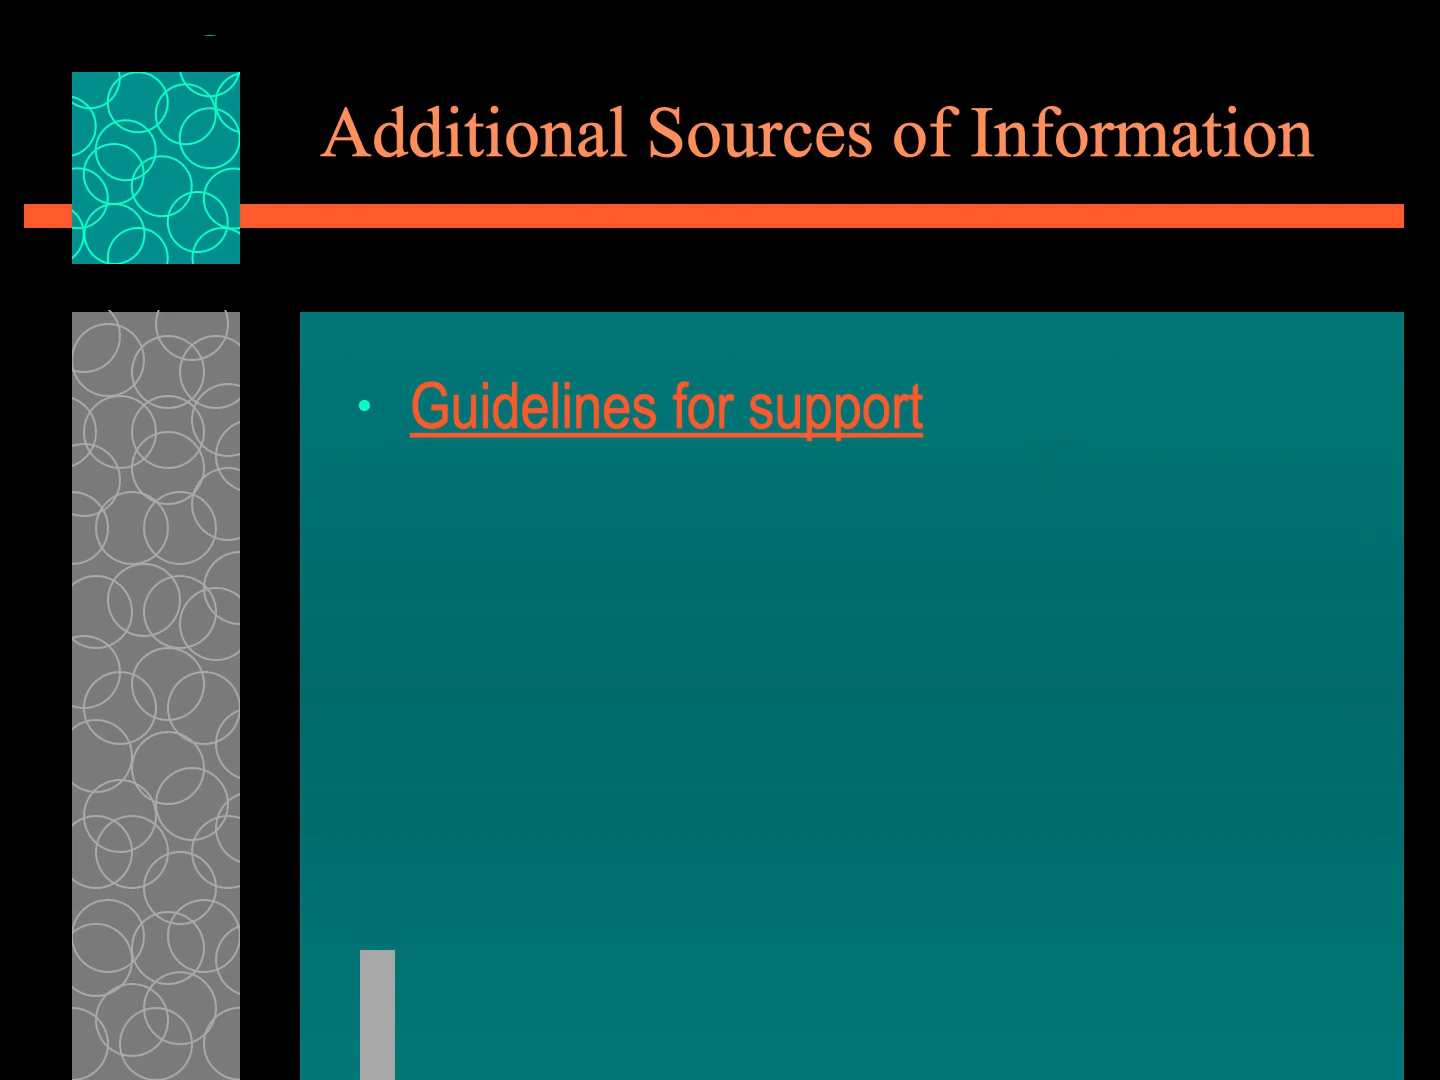 Additional Sources of Information
• Guidelines for support